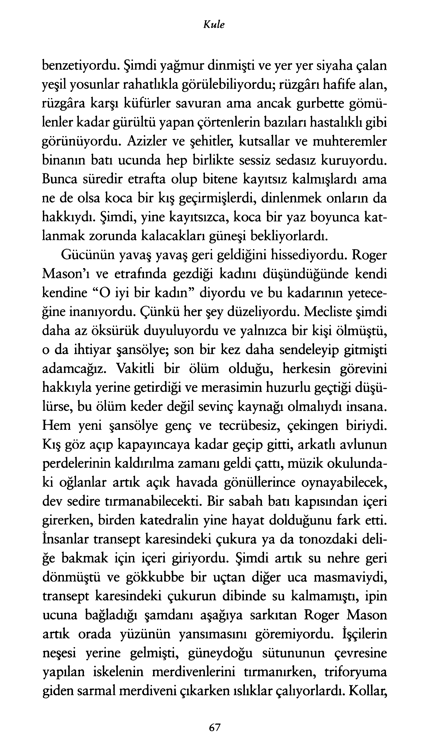 Kule
benzetiyordu. Şimdi yağmur dinmişti ve yer yer siyaha çalan
yeşil yosunlar rahatlıkla görülebiliyordu; rüzgârı hafife alan,
rüzgâra karşı küfürler savuran ama ancak gurbette gömü-
lenler kadar gürültü yapan çörtenlerin bazıları hastalıklı gibi
görünüyordu. Azizler ve şehitler, kutsallar ve muhteremler
binanın batı ucunda hep birlikte sessiz sedasız kuruyordu.
Bunca süredir etrafta olup bitene kayıtsız kalmışlardı ama
ne de olsa koca bir kış geçirmişlerdi, dinlenmek onların da
hakkıydı. Şimdi, yine kayıtsızca, koca bir yaz boyunca kat-
lanmak zorunda kalacakları güneşi bekliyorlardı.
Gücünün yavaş yavaş geri geldiğini hissediyordu. Roger
Mason'ı ve etrafında gezdiği kadını düşündüğünde kendi
kendine “O iyi bir kadın” diyordu ve bu kadarının yetece-
ğine inanıyordu. Çünkü her şey düzeliyordu. Mecliste şimdi
daha az öksürük duyuluyordu ve yalnızca bir kişi ölmüştü,
o da ihtiyar şansölye; son bir kez daha sendeleyip gitmişti
adamcağız. Vakitli bir ölüm olduğu, herkesin görevini
hakkıyla yerine getirdiği ve merasimin huzurlu geçtiği düşü-
lürse, bu ölüm keder değil sevinç kaynağı olmalıydı insana.
Hem yeni şansölye genç ve tecrübesiz, çekingen biriydi.
Kış göz açıp kapayıncaya kadar geçip gitti, arkatlı avlunun
perdelerinin kaldırılma zamanı geldi çattı, müzik okulunda-
ki oğlanlar artık açık havada gönüllerince oynayabilecek,
dev sedire tırmanabilecekti. Bir sabah batı kapısından içeri
girerken, birden katedralin yine hayat dolduğunu fark etti.
İnsanlar transept karesindeki çukura ya da tonozdaki deli-
ğe bakmak için içeri giriyordu. Şimdi artık su nehre geri
dönmüştü ve gökkubbe bir uçtan diğer uca masmaviydi,
transept karesindeki çukurun dibinde su kalmamıştı, ipin
ucuna bağladığı şamdanı aşağıya sarkıtan Roger Mason
artık orada yüzünün yansımasını göremiyordu. İşçilerin
neşesi yerine gelmişti, güneydoğu sütununun çevresine
yapılan iskelenin merdivenlerini tırmanırken, triforyuma
giden sarmal merdiveni çıkarken ıslıklar çalıyorlardı. Kollar,
67